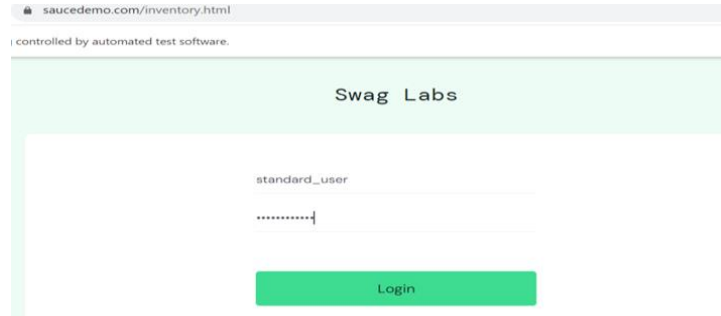 saucedemo.com/inventory.html
controlled by automated test software.
Swag Labs
standard_user
••••••••••••
Login